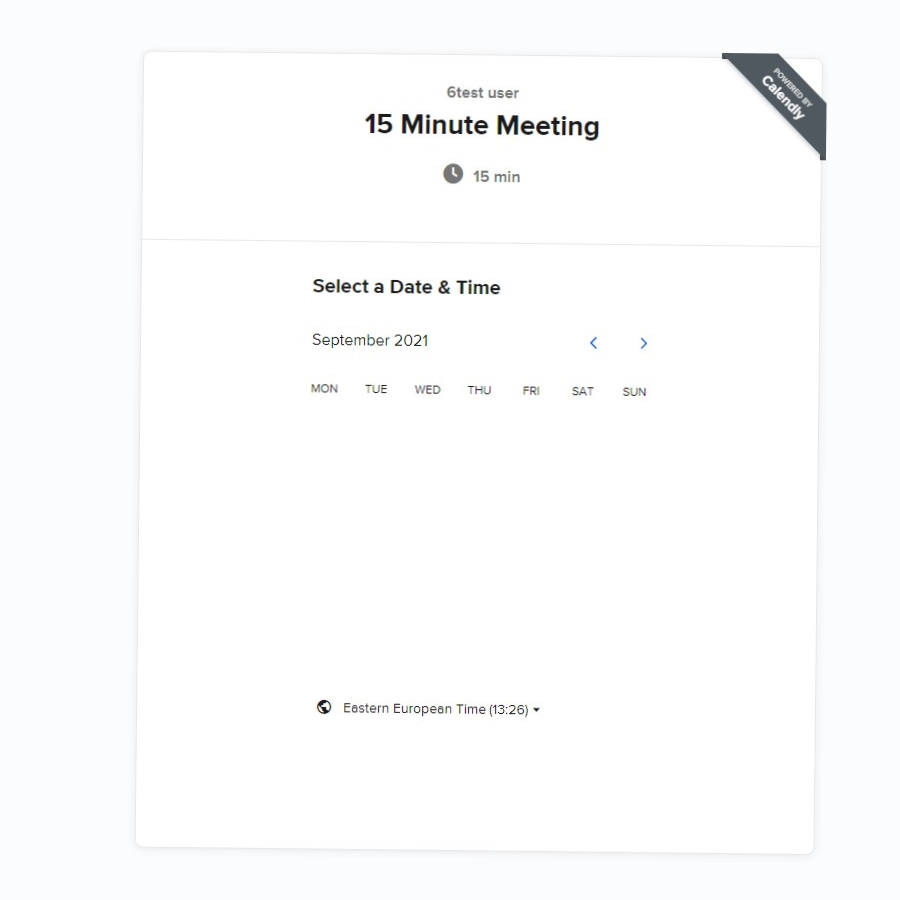 POWERED BY
Calendly
6test user
15 Minute Meeting
15 min
Select a Date & Time
September 2021
MON TUE WED THU FRI SAT SUN
Eastern European Time (13:26)